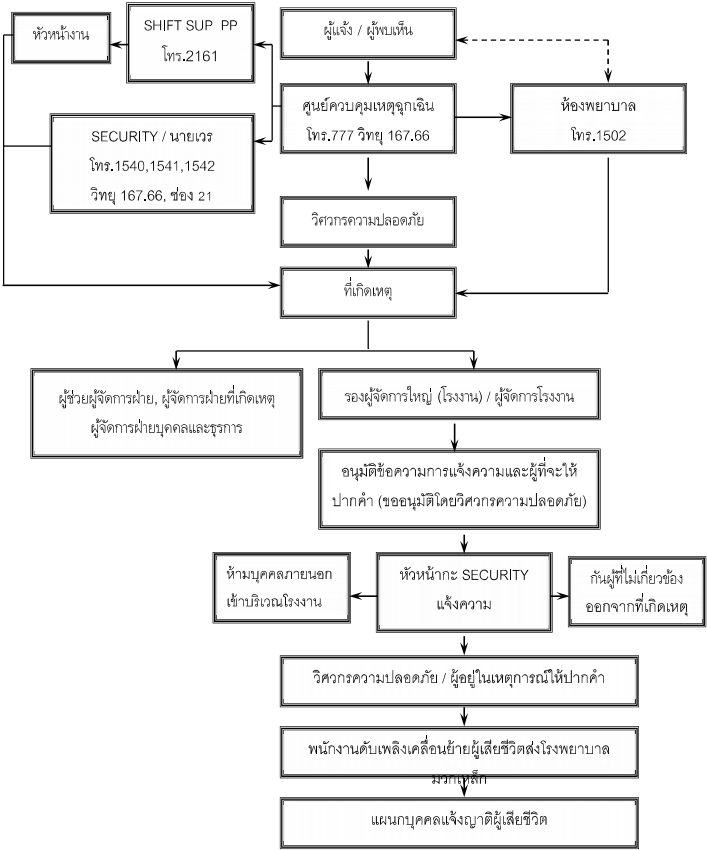 หัวหน้างาน
SHIFT SUP PP
โทร.2161
ผู้แจ้ง / ผู้พบเห็น
ศูนย์ควบคุมเหตุฉุกเฉิน
โทร.777 วิทยุ 167.66
ห้องพยาบาล
โทร.1502
SECURITY / นายเวร
โทร.1540,1541,1542
วิทยุ 167.66, ช่อง 21
วิศวกรความปลอดภัย
ที่เกิดเหตุ
ผู้ช่วยผู้จัดการฝ่าย, ผู้จัดการฝ่ายที่เกิดเหตุ
ผู้จัดการฝ่ายบุคคลและธุรการ
รองผู้จัดการใหญ่ (โรงงาน) / ผู้จัดการโรงงาน
อนุมัติข้อความการแจ้งความและผู้ที่จะให้
ปากคำ (ขออนุมัติโดยวิศวกรความปลอดภัย)
ห้ามบุคคลภายนอก
เข้าบริเวณโรงงาน
หัวหน้ากะ SECURITY
แจ้งความ
กันผู้ที่ไม่เกี่ยวข้อง
ออกจากที่เกิดเหตุ
วิศวกรความปลอดภัย / ผู้อยู่ในเหตุการณ์ให้ปากคำ
พนักงานดับเพลิงเคลื่อนย้ายผู้เสียชีวิตส่งโรงพยาบาล
มวกเหล็ก
แผนกบุคคลแจ้งญาติผู้เสียชีวิต